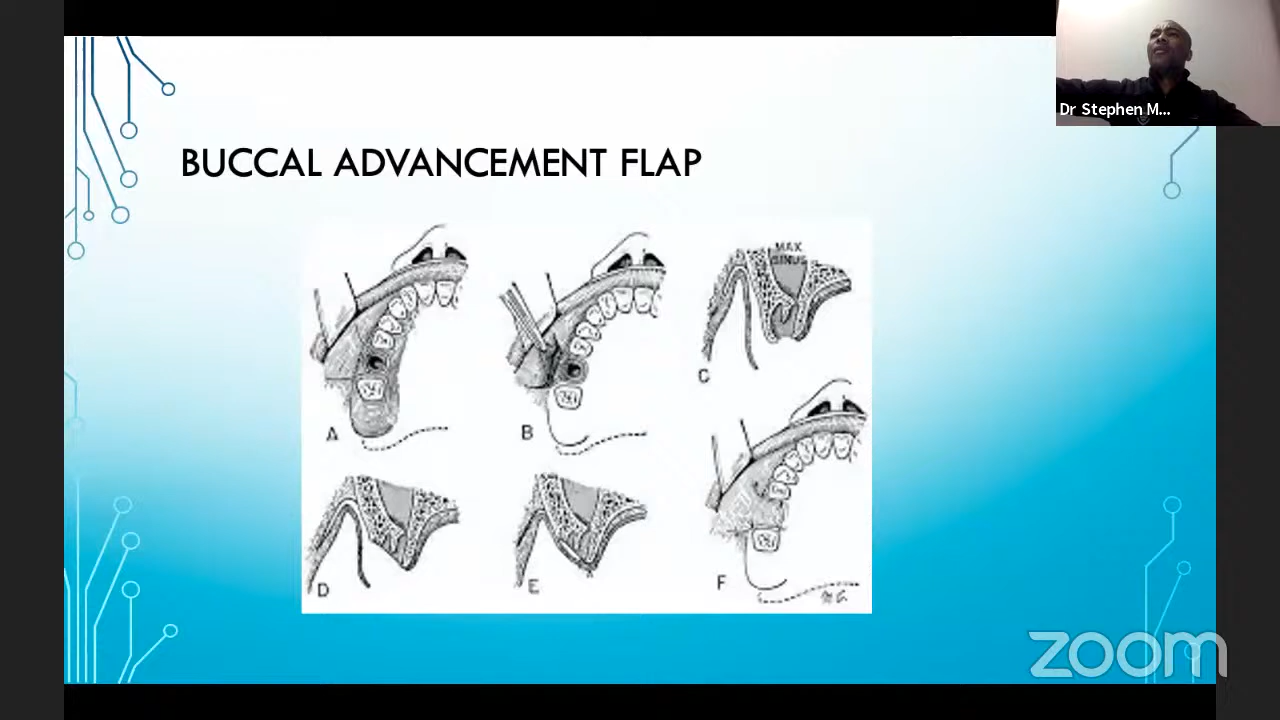 Dr Stephen M...
BUCCAL ADVANCEMENT FLAP
MAX
SINUS
A
B
C
D
E
F
M G
zoom